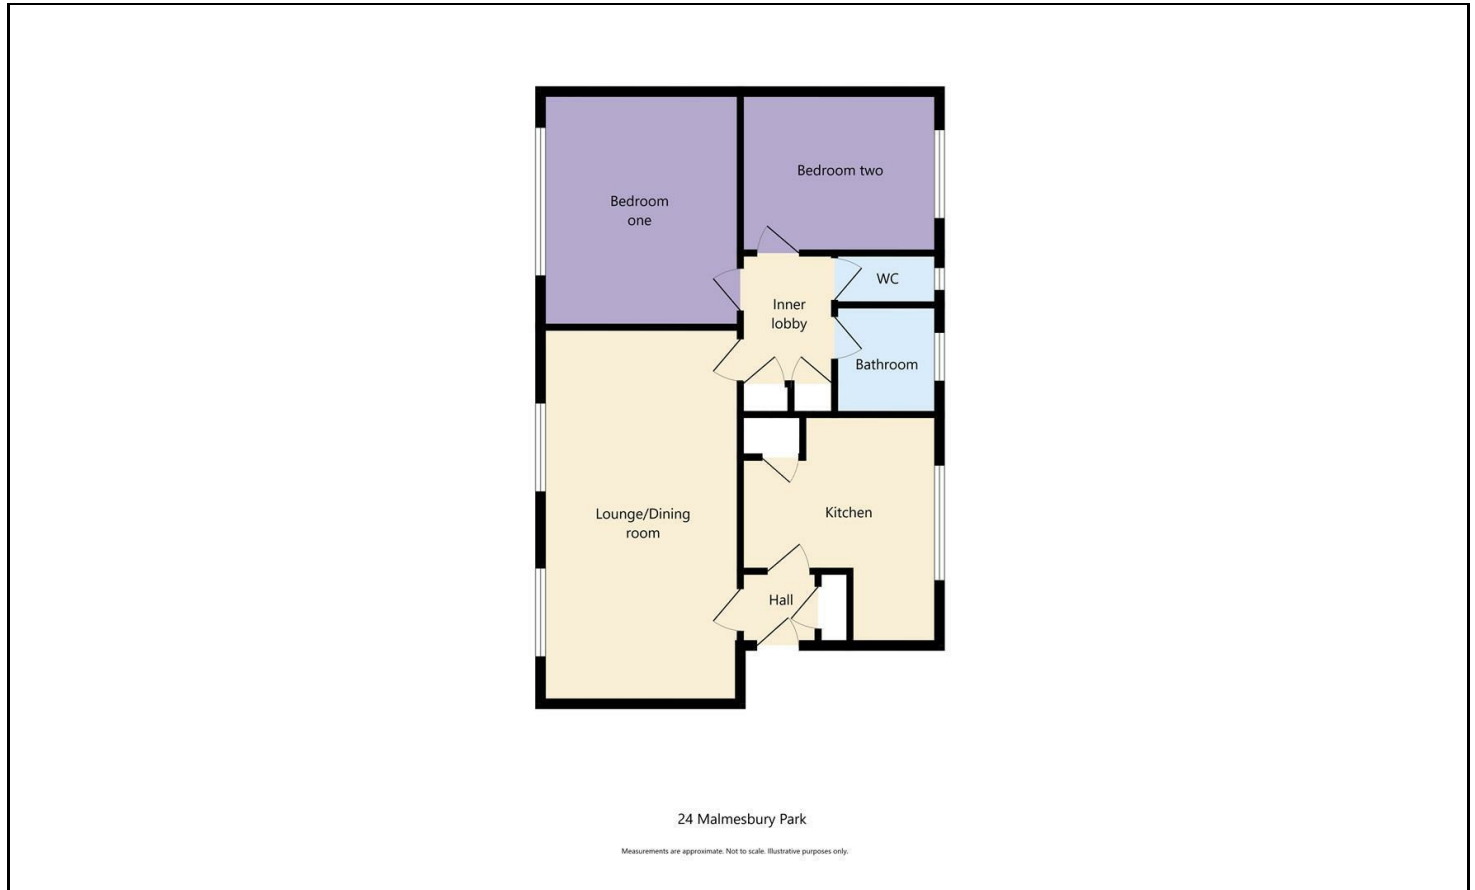 Bedroom two
Bedroom
one
WC
Inner
lobby
Bathroom
Lounge/Dining
room
Kitchen
Hall
24 Malmesbury Park
Measurements are approximate. Not to scale. Illustrative purposes only.